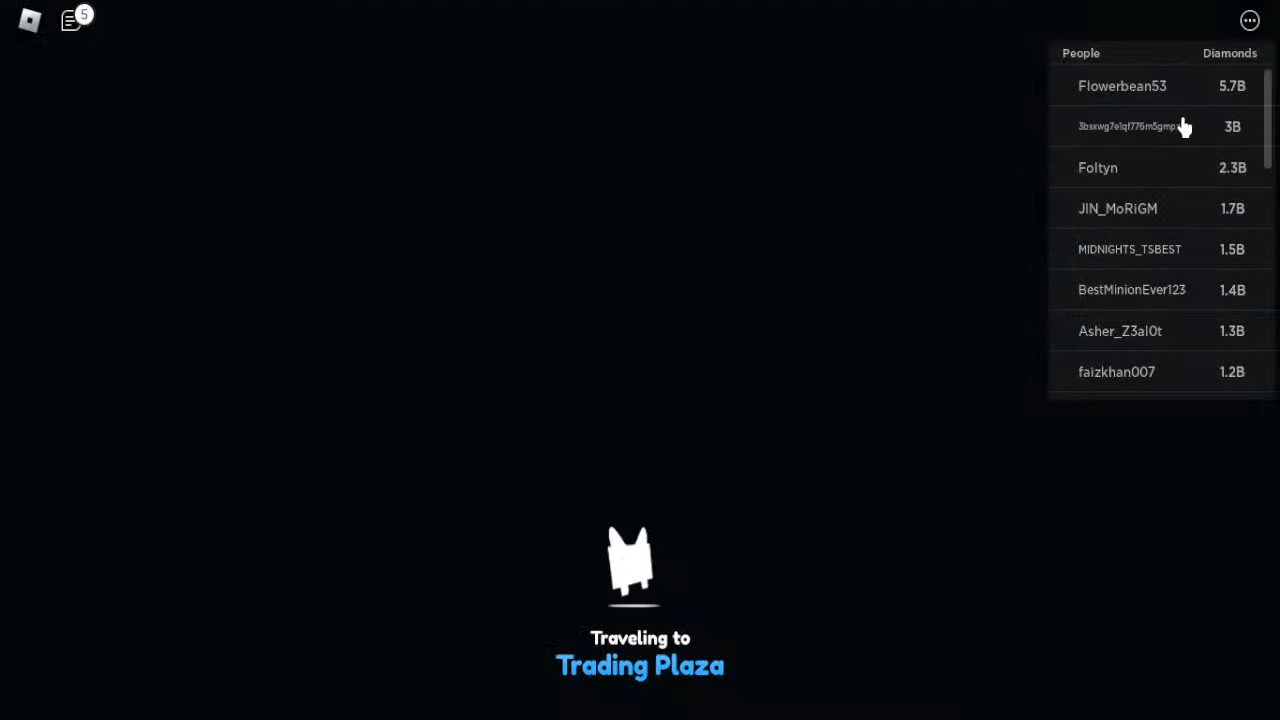 5
People Diamonds
Flowerbean53 5.7B
3B
Foltyn 2.3B
JIN_MoRiGM 1.7B
MIDNIGHTS_TSBEST 1.5B
BestMinionEver123 1.4B
Asher_Z3al0t 1.3B
faizkhan007 1.2B
Traveling to
Trading Plaza